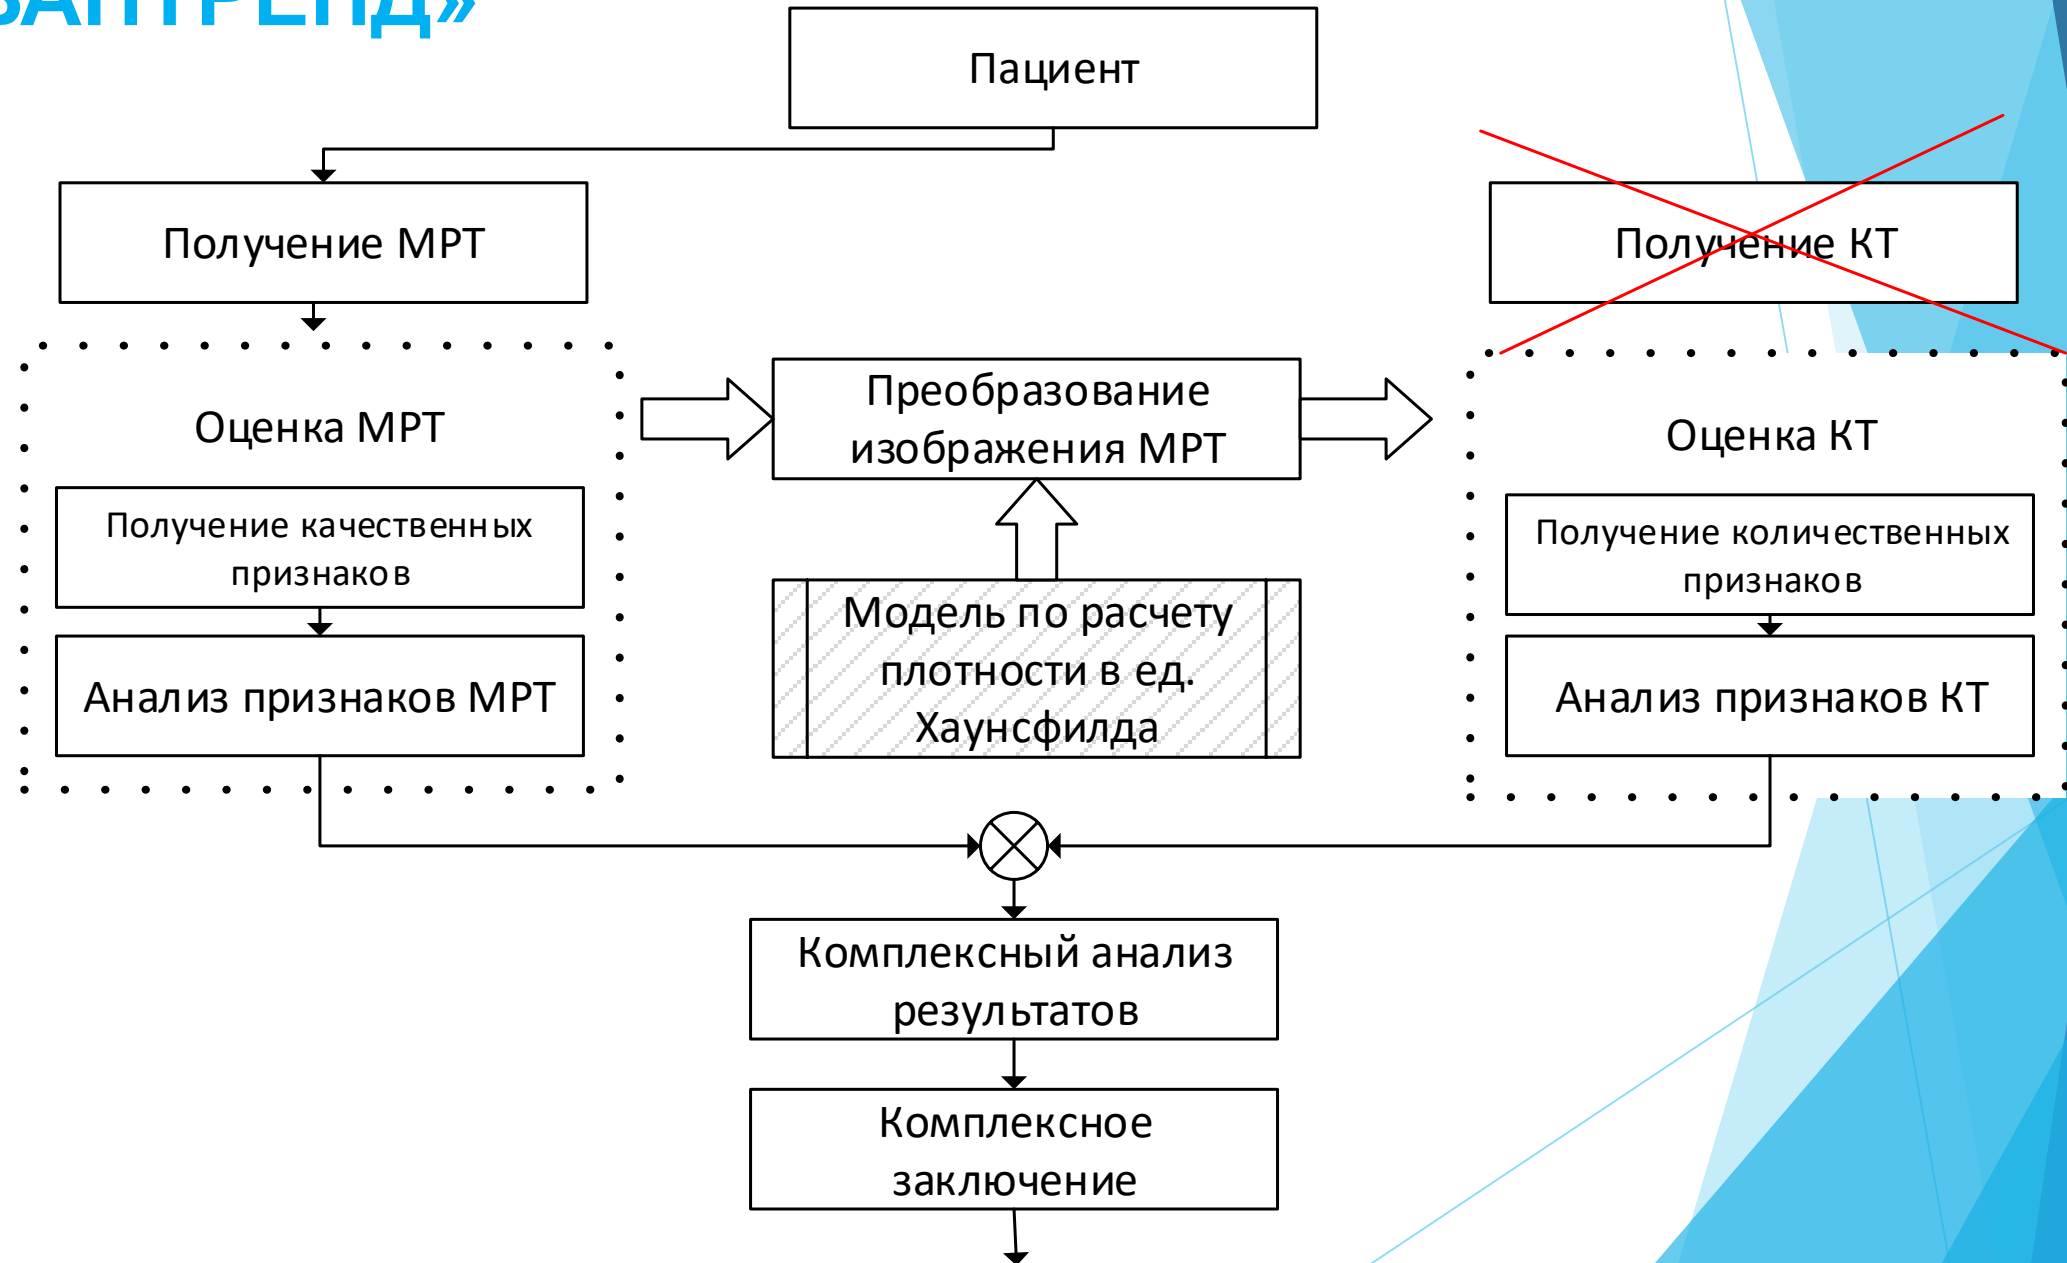 Пациент
Получение МРТ
Получение КТ
Оценка МРТ
Получение качественных
признаков
Анализ признаков МРТ
Преобразование
изображения МРТ
Модель по расчету
плотности в ед.
Хаунсфилда
Оценка КТ
Получение количественных
признаков
Анализ признаков КТ
Комплексный анализ
результатов
Комплексное
заключение